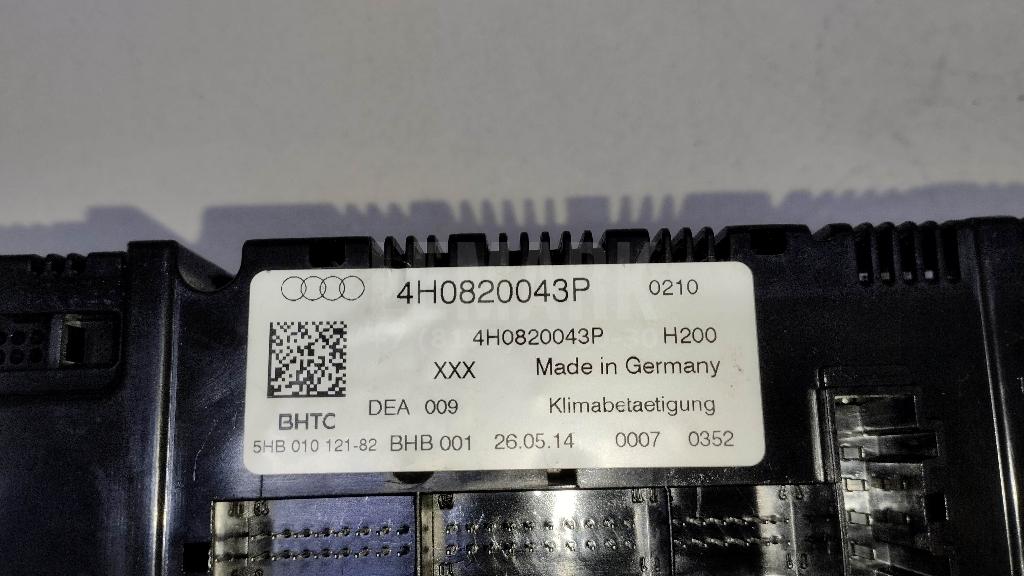 4H0820043P 0210
4H0820043P H200
XXX Made in Germany
BHTC DEA 009 Klimabetaetigung
5HB 010 121-82 BHB 001 26.05.14 0007 0352